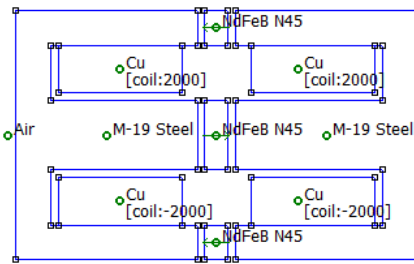 NdFeB N45
Cu
[coil:2000]
Cu
[coil:2000]
Air
M-19 Steel
NdFeB N45
M-19 Steel
Cu
[coil:-2000]
Cu
[coil:-2000]
NdFeB N45